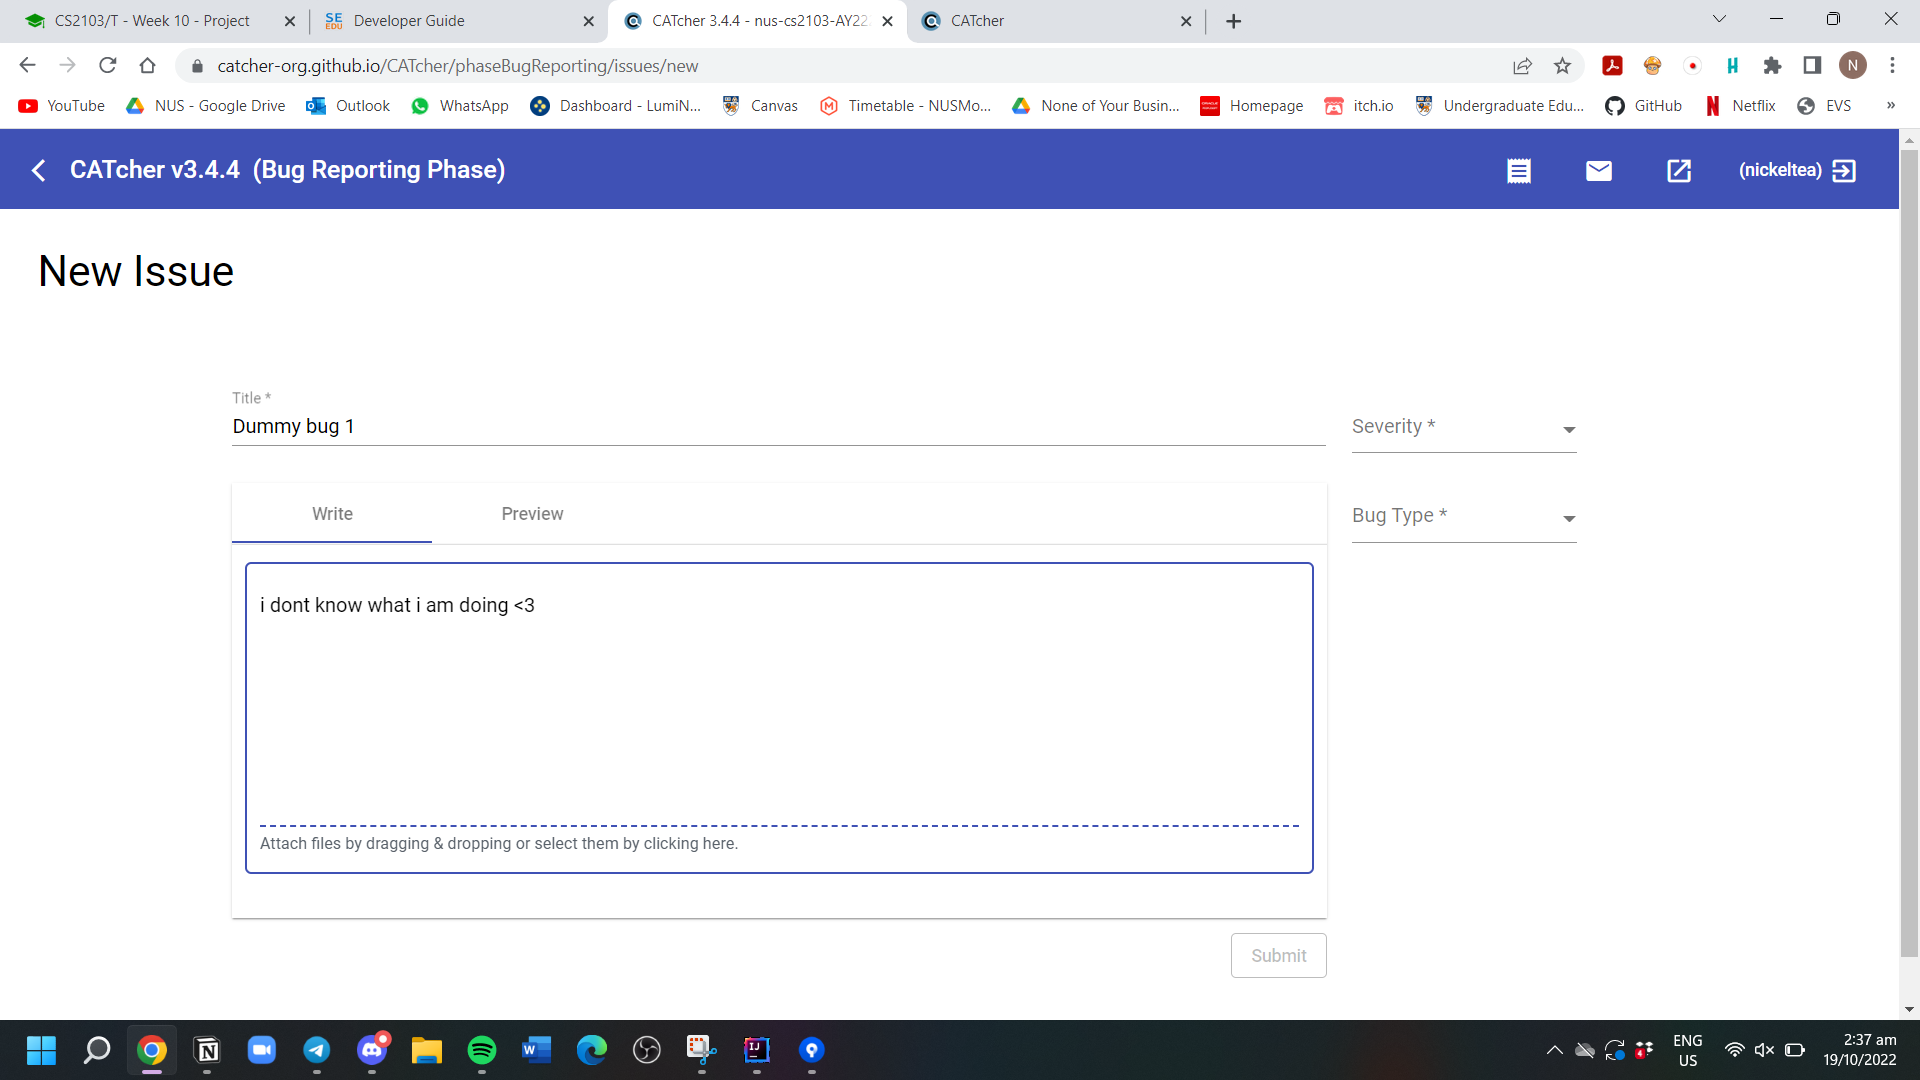 CS2103/T - Week 10 - Project
SE EDU Developer Guide
CATcher 3.4.4 - nus-cs2103-AY22
CATcher
catcher-org.github.io/CATcher/phaseBugReporting/issues/new
N
YouTube NUS - Google Drive Outlook WhatsApp Dashboard - LumiN... Canvas Timetable - NUSMo... None of Your Busin... Homepage itch.io Undergraduate Edu... GitHub Netflix EVS »
CATcher v3.4.4 (Bug Reporting Phase)
(nickeltea)
New Issue
Title *
Dummy bug 1
Severity *
Write Preview
Bug Type *
i dont know what i am doing <3
Attach files by dragging & dropping or select them by clicking here.
Submit
ENG
US
2:37 am
19/10/2022